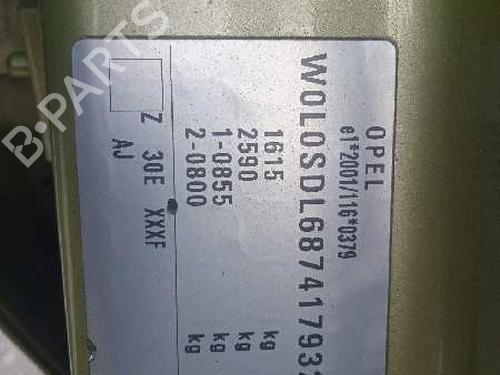 OPEL
e1*2001/116*0379
W0L0SDL68741793
1615 kg
2590 kg
1-0855 kg
2-0800 kg
Z 30E XXXF
AJ
B-PARTS